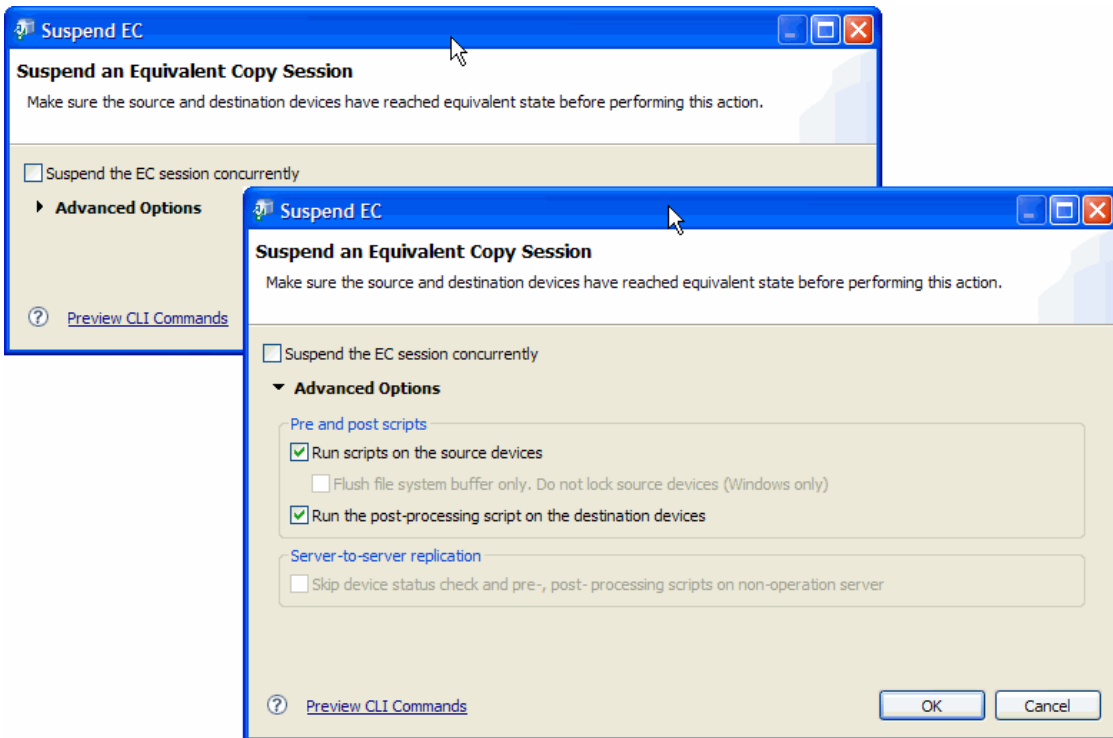 Suspend EC
Suspend an Equivalent Copy Session
Make sure the source and destination devices have reached equivalent state before performing this action.
Suspend the EC session concurrently
Advanced Options
Preview CLI Commands
Suspend EC
Suspend an Equivalent Copy Session
Make sure the source and destination devices have reached equivalent state before performing this action.
Suspend the EC session concurrently
Advanced Options
Pre and post scripts
Run scripts on the source devices
Flush file system buffer only. Do not lock source devices (Windows only)
Run the post-processing script on the destination devices
Server-to-server replication
Skip device status check and pre-, post- processing scripts on non-operation server
Preview CLI Commands
OK
Cancel